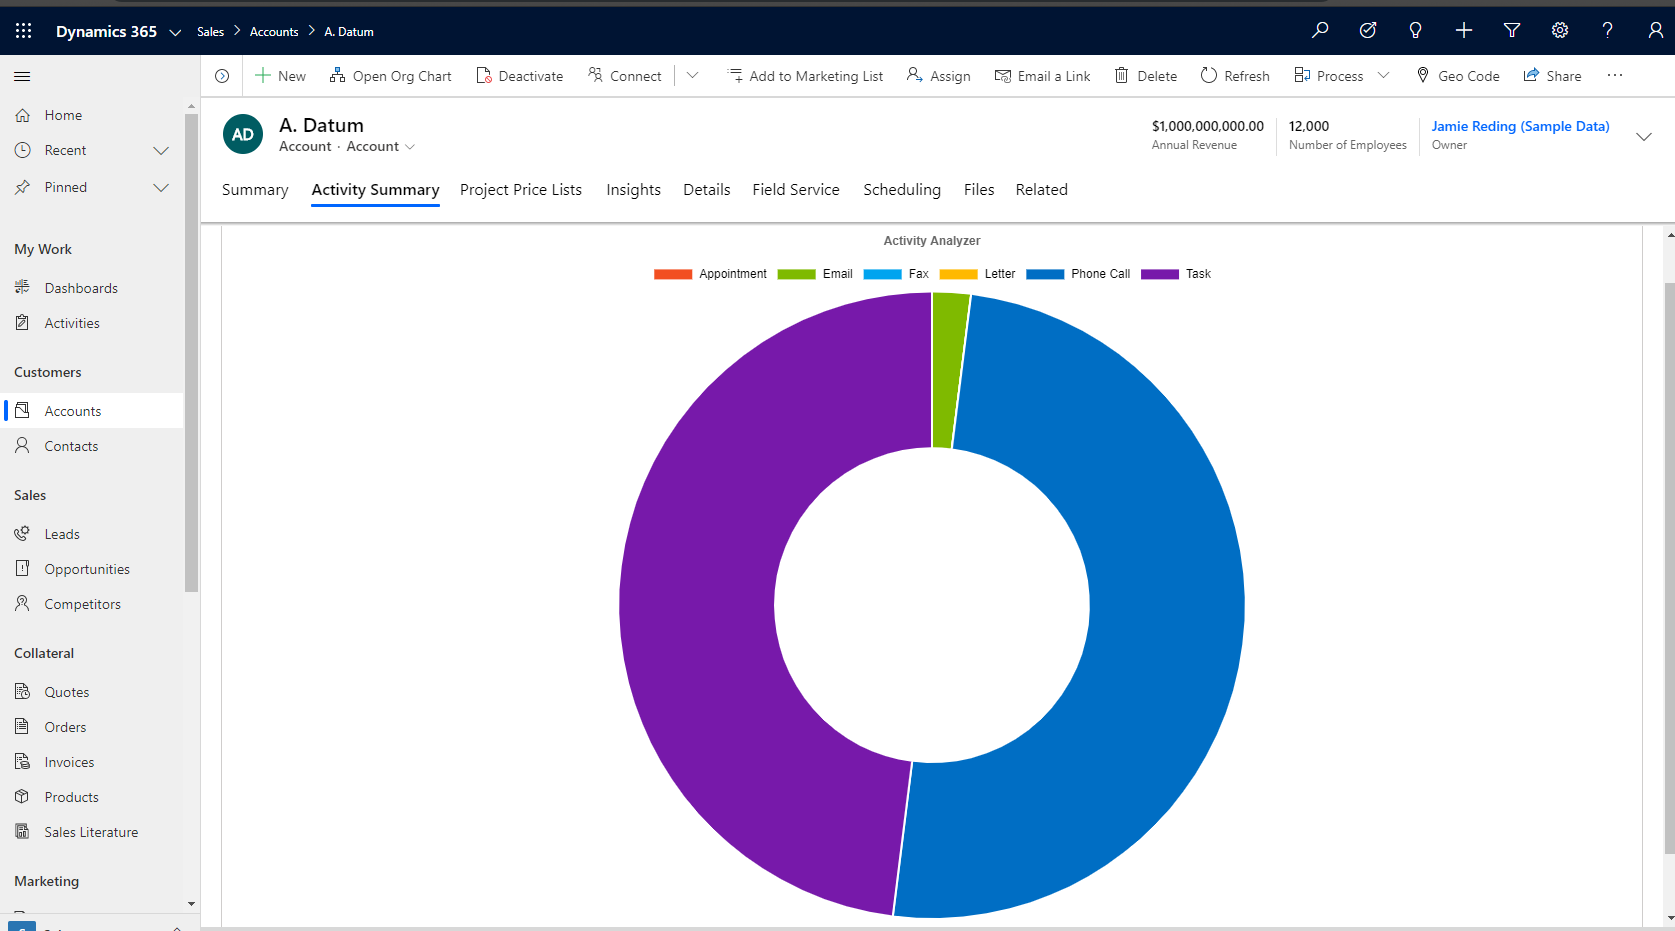 Dynamics 365 Sales > Accounts > A. Datum
New Open Org Chart Deactivate Connect Add to Marketing List Assign Email a Link Delete Refresh Process Geo Code Share ...
Home
Recent
Pinned
My Work
Dashboards
Activities
Customers
Accounts
Contacts
Sales
Leads
Opportunities
Competitors
Collateral
Quotes
Orders
Invoices
Products
Sales Literature
Marketing
AD
A. Datum
Account · Account
$1,000,000,000.00
Annual Revenue
12,000
Number of Employees
Jamie Reding (Sample Data)
Owner
Summary Activity Summary Project Price Lists Insights Details Field Service Scheduling Files Related
Activity Analyzer
Appointment Email Fax Letter Phone Call Task